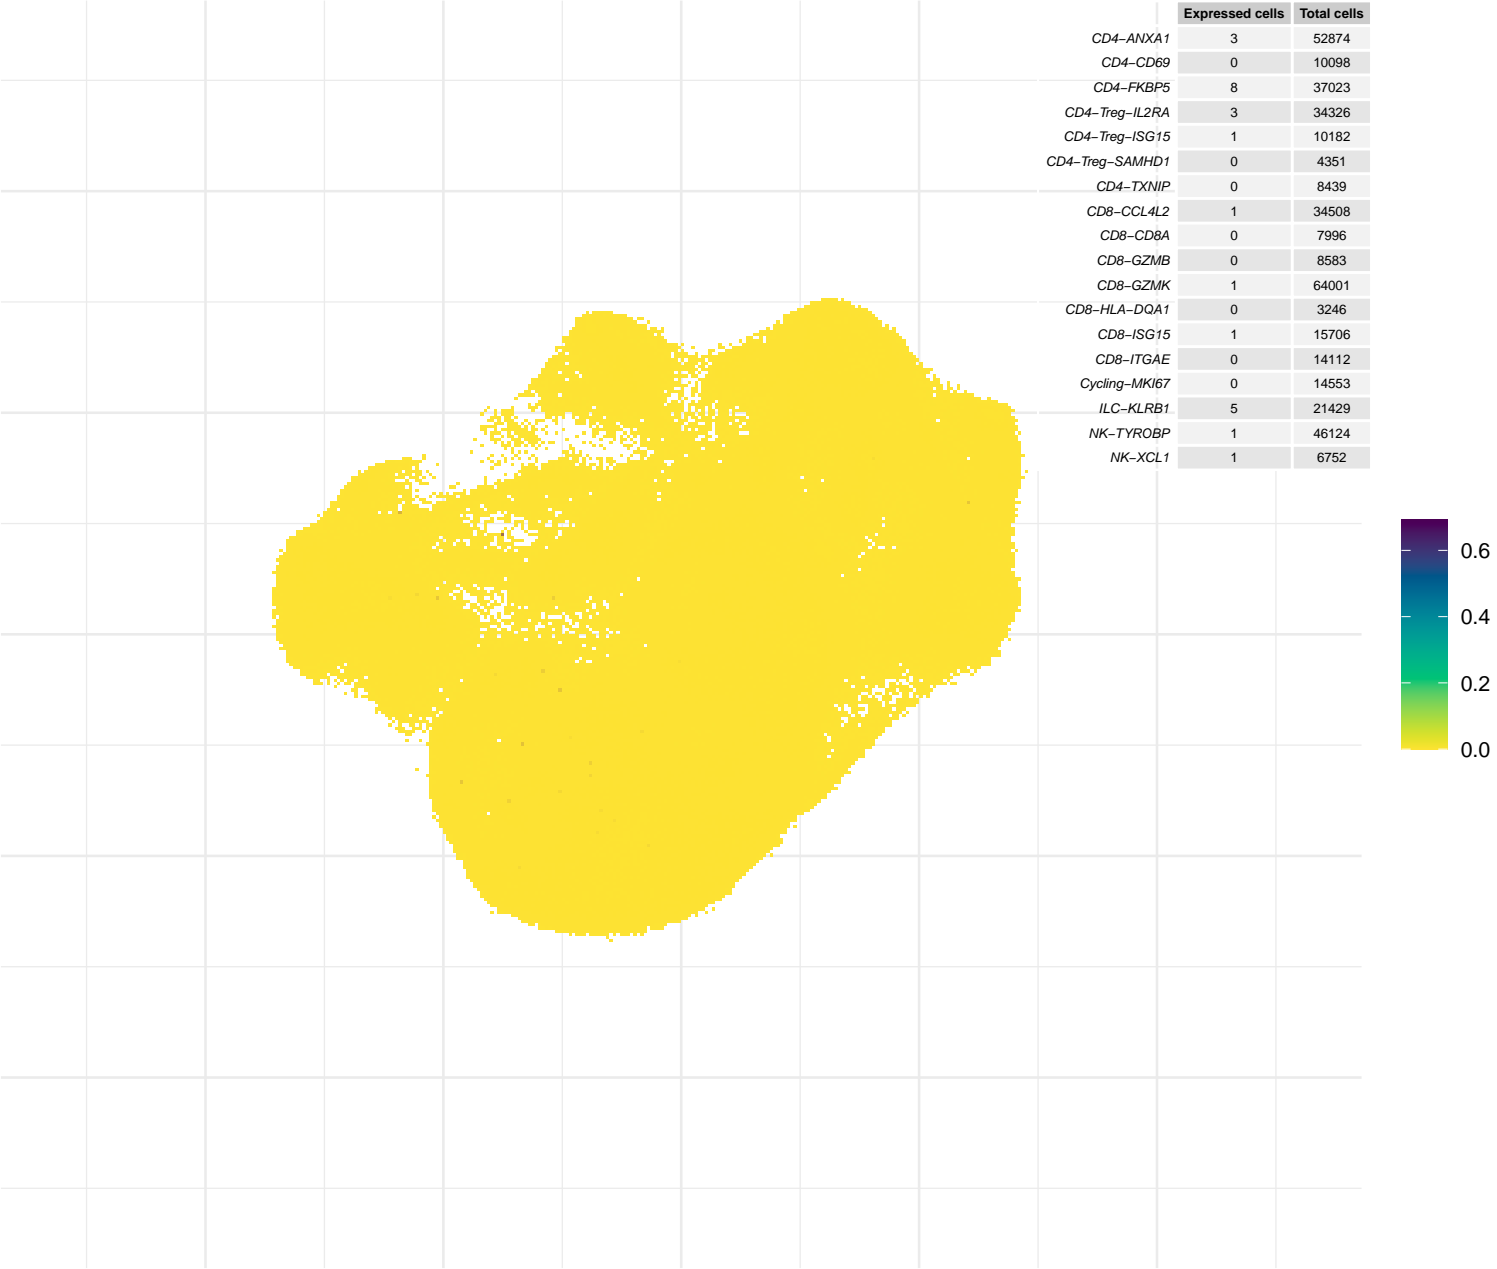 Expressed cells Total cells
CD4−ANXA1 3 52874
CD4−CD69 0 10098
CD4−FKBP5 8 37023
CD4−Treg−IL2RA 3 34326
CD4−Treg−ISG15 1 10182
CD4−Treg−SAMHD1 0 4351
CD4−TXNIP 0 8439
CD8−CCL4L2 1 34508
CD8−CD8A 0 7996
CD8−GZMB 0 8583
CD8−GZMK 1 64001
CD8−HLA−DQA1 0 3246
CD8−ISG15 1 15706
CD8−ITGAE 0 14112
Cycling−MKI67 0 14553
ILC−KLRB1 5 21429
NK−TYROBP 1 46124
NK−XCL1 1 6752
0.6
0.4
0.2
0.0